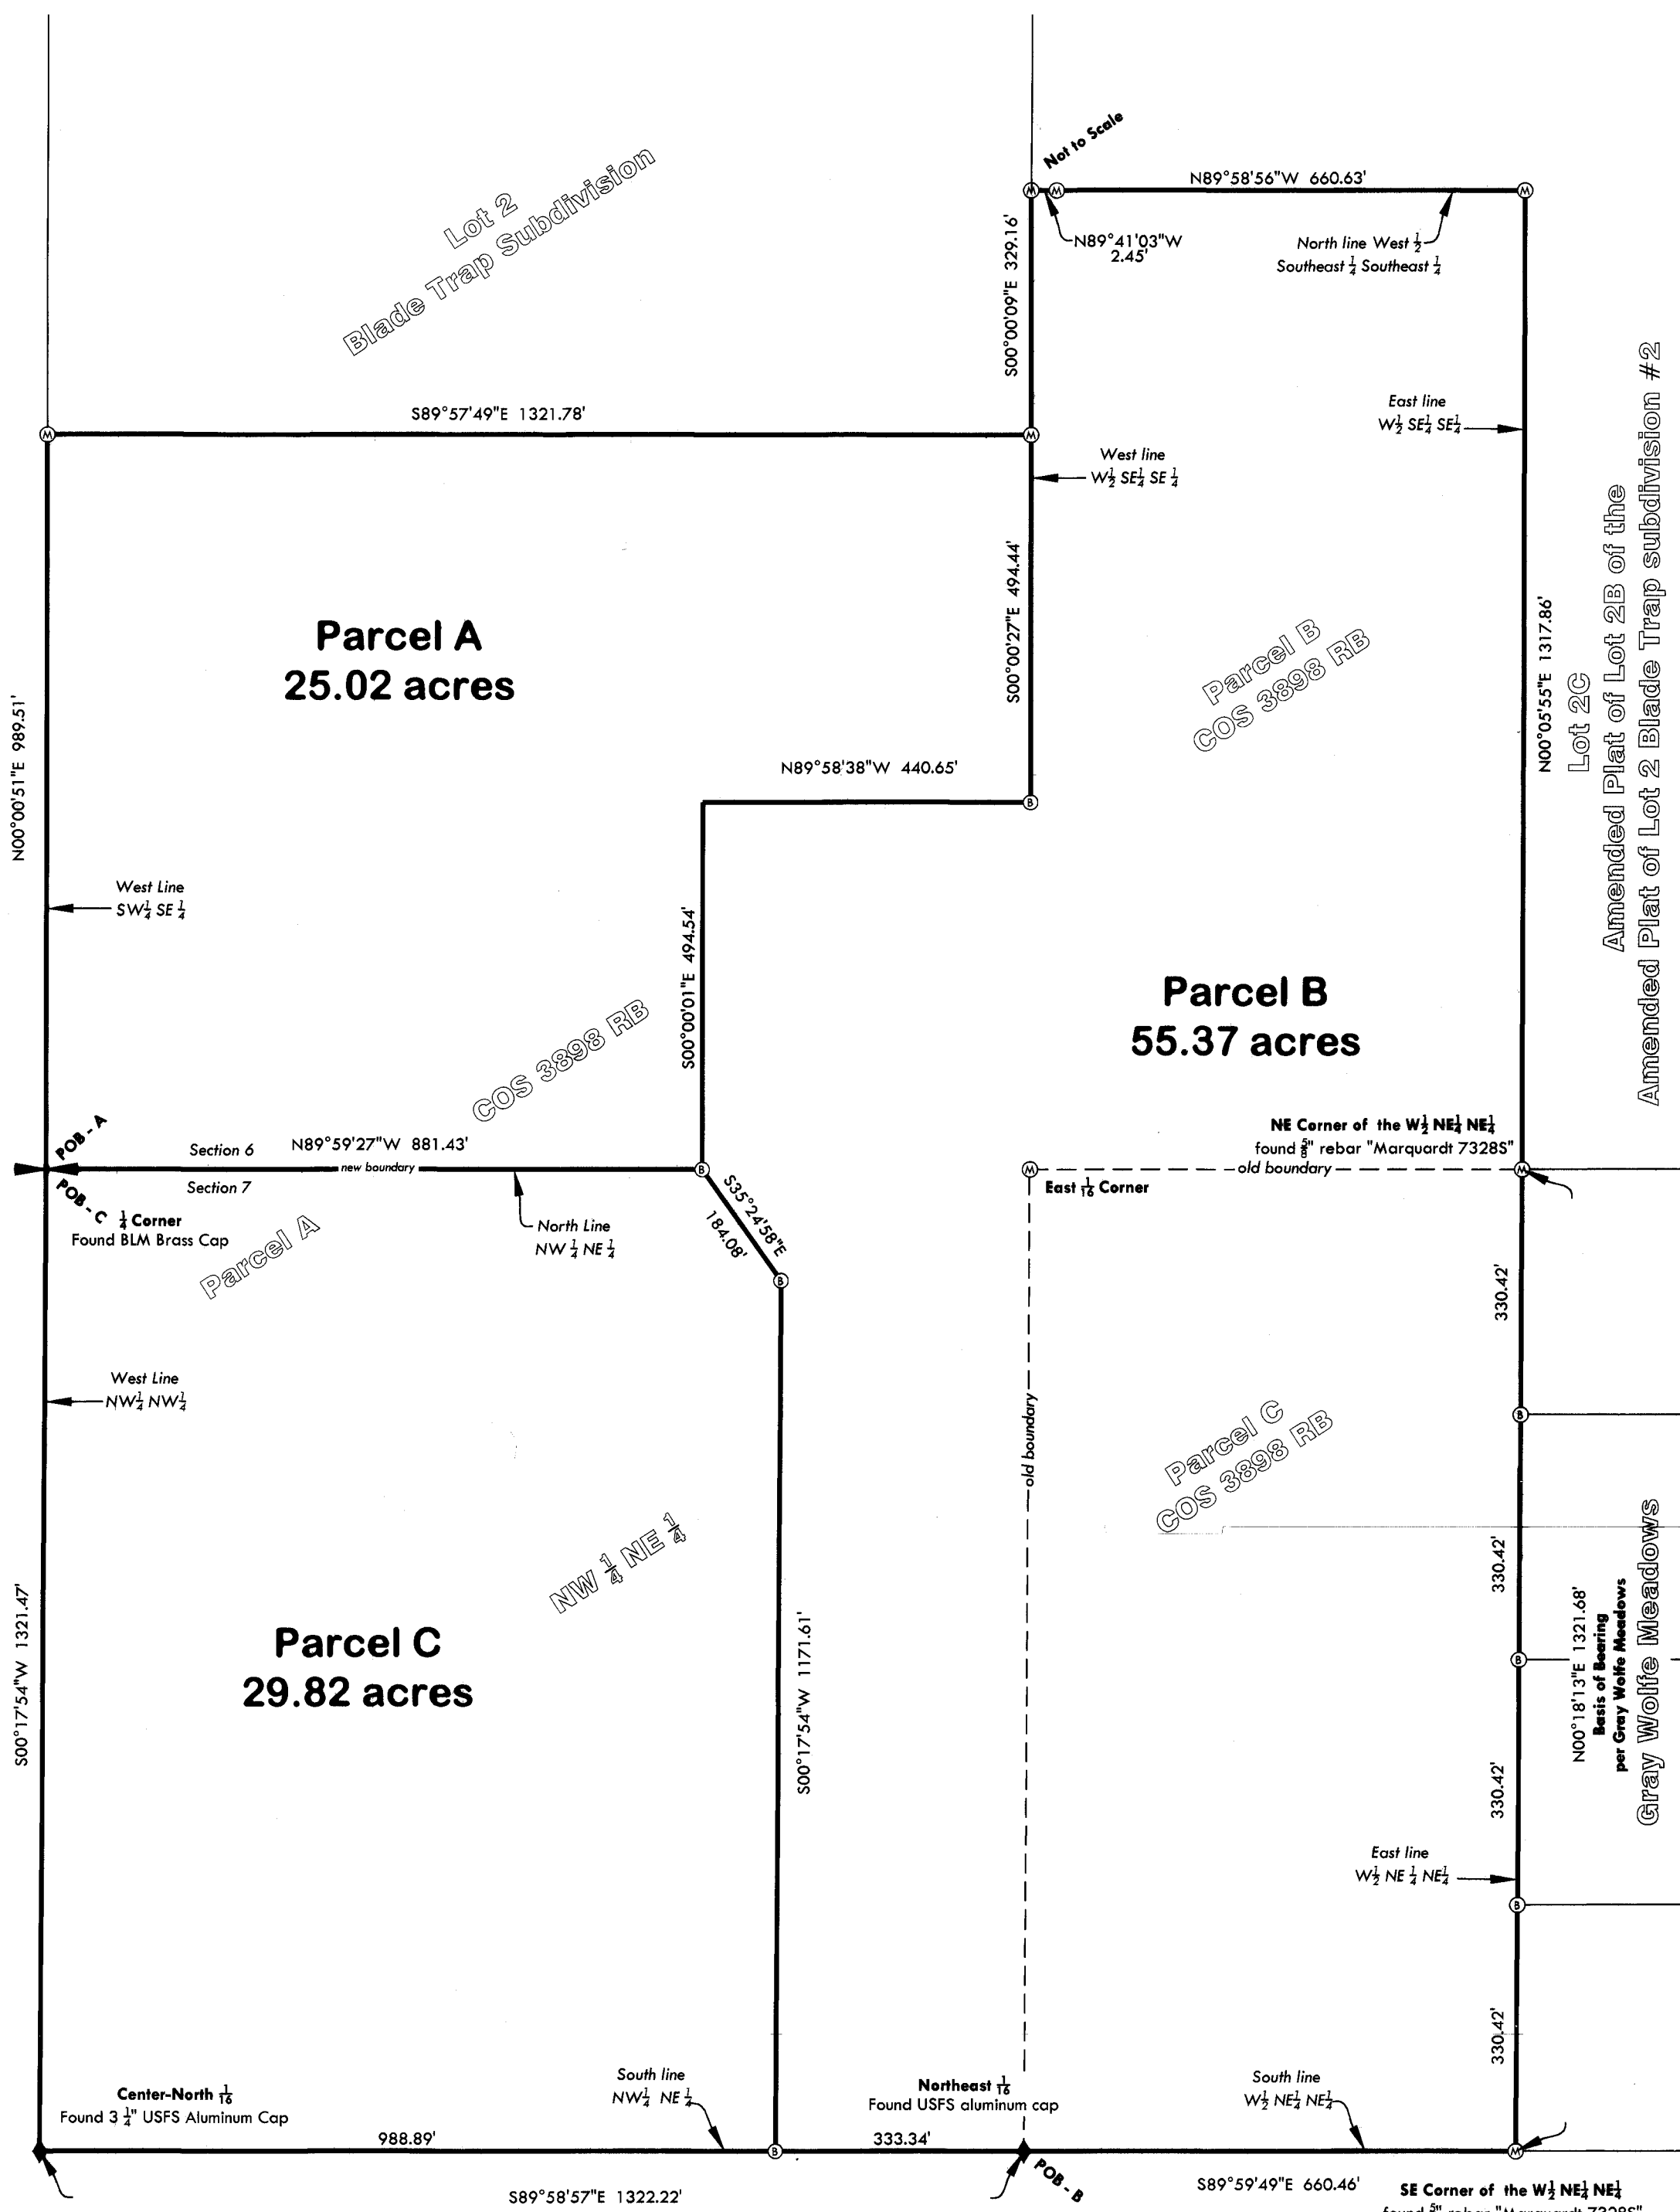 Not to Scale
N89°58'56"W 660.63'
N89°41'03"W
2.45'
North line West 1/2
Southeast 1/4 Southeast 1/4
S00°00'09"E 329.16'
Lot 2
Blade Trap Subdivision
S89°57'49"E 1321.78'
East line
W1/2 SE1/4 SE1/4
West line
W1/2 SE1/4 SE 1/4
S00°00'27"E 494.44'
Parcel A
25.02 acres
Parcel B
COS 3898 RB
N00°05'55"E 1317.86'
Lot 2C
Amended Plat of Lot 2B of the
Amended Plat of Lot 2 Blade Trap subdivision #2
N00°00'51"E 989.51'
N89°58'38"W 440.65'
West Line
SW1/4 SE 1/4
S00°00'01"E 494.54'
COS 3898 RB
Parcel B
55.37 acres
POB - A
Section 6
N89°59'27"W 881.43'
new boundary
Section 7
POB - C
1/4 Corner
Found BLM Brass Cap
Parcel A
North Line
NW 1/4 NE 1/4
S35°24'58"E
184.08'
NE Corner of the W1/2 NE1/4 NE1/4
found 5/8" rebar "Marquardt 7328S"
old boundary
East 1/16 Corner
330.42'
West Line
NW1/4 NW1/4
old boundary
Parcel C
COS 3898 RB
NW 1/4 NE 1/4
330.42'
S00°17'54"W 1321.47'
Parcel C
29.82 acres
S00°17'54"W 1171.61'
N00°18'13"E 1321.68'
Basis of Bearing
per Gray Wolfe Meadows
Gray Wolfe Meadows
330.42'
East line
W1/2 NE 1/4 NE1/4
330.42'
Center-North 1/16
Found 3 1/4" USFS Aluminum Cap
South line
NW1/4 NE 1/4
Northeast 1/16
Found USFS aluminum cap
South line
W1/2 NE1/4 NE1/4
988.89'
333.34'
POB - B
S89°58'57"E 1322.22'
S89°59'49"E 660.46'
SE Corner of the W1/2 NE1/4 NE1/4
found 5" rebar "Marquardt 7328S"
M
M
M
M
M
B
B
B
M
M
B
B
B
B
M